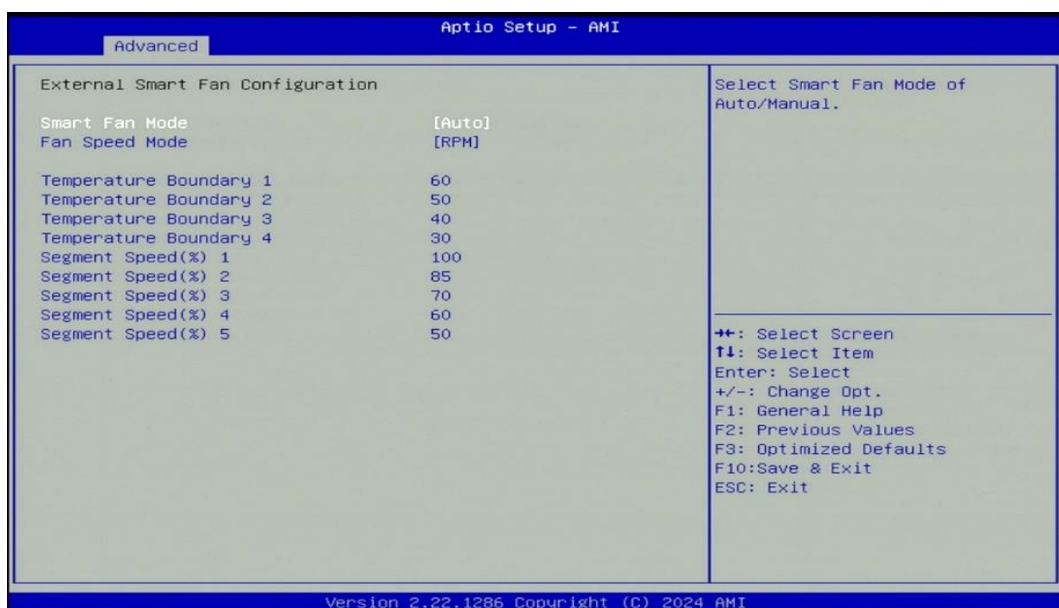 Aptio Setup – AMI
Advanced
External Smart Fan Configuration
Smart Fan Mode [Auto]
Fan Speed Mode [RPM]
Temperature Boundary 1 60
Temperature Boundary 2 50
Temperature Boundary 3 40
Temperature Boundary 4 30
Segment Speed(%) 1 100
Segment Speed(%) 2 85
Segment Speed(%) 3 70
Segment Speed(%) 4 60
Segment Speed(%) 5 50
Select Smart Fan Mode of
Auto/Manual.
→←: Select Screen
↑↓: Select Item
Enter: Select
+/-: Change Opt.
F1: General Help
F2: Previous Values
F3: Optimized Defaults
F10:Save & Exit
ESC: Exit
Version 2.22.1286 Copyright (C) 2024 AMI